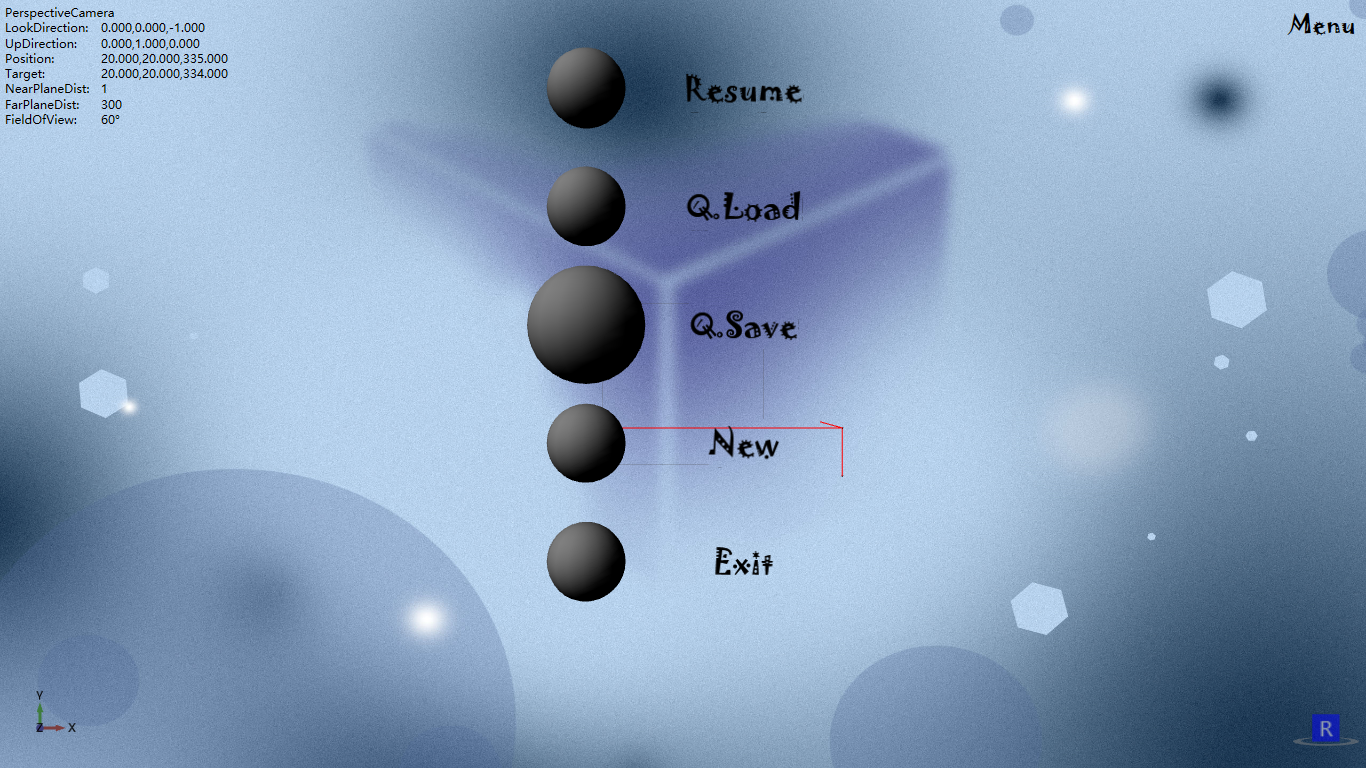 PerspectiveCamera
LookDirection: 0.000,0.000,-1.000
UpDirection: 0.000,1.000,0.000
Position: 20.000,20.000,335.000
Target: 20.000,20.000,334.000
NearPlaneDist: 1
FarPlaneDist: 300
FieldOfView: 60°
Menu
Resume
Q.Load
Q.Save
New
Exit
Y
Z X
R